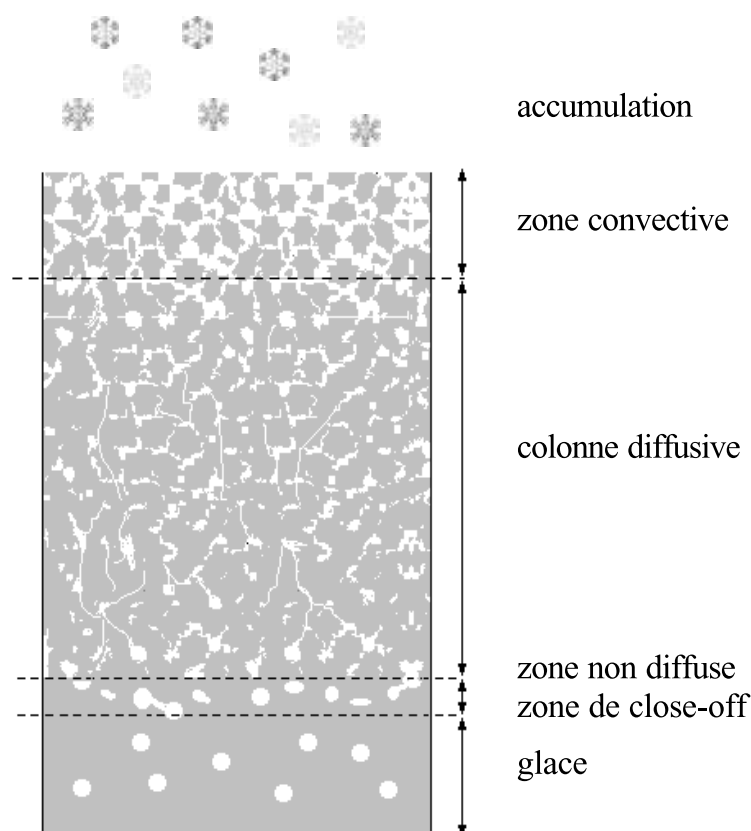 accumulation
zone convective
colonne diffusive
zone non diffuse
zone de close-off
glace